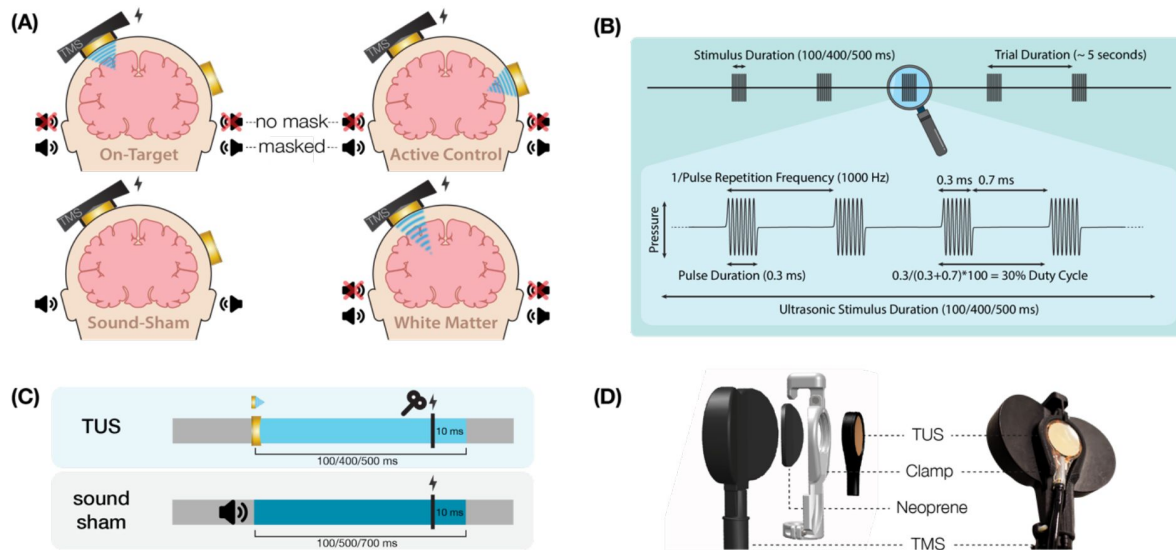 (A)
TMS
TMS
no mask
masked
On-Target
Active Control
TMS
TMS
Sound-Sham
White Matter
(B)
Stimulus Duration (100/400/500 ms)
Trial Duration (~ 5 seconds)
1/Pulse Repetition Frequency (1000 Hz)
0.3 ms
0.7 ms
Pressure
Pulse Duration (0.3 ms)
0.3/(0.3+0.7)*100 = 30% Duty Cycle
Ultrasonic Stimulus Duration (100/400/500 ms)
(C)
TUS
10 ms
100/400/500 ms
sound
sham
10 ms
100/500/700 ms
(D)
TUS
Clamp
Neoprene
TMS